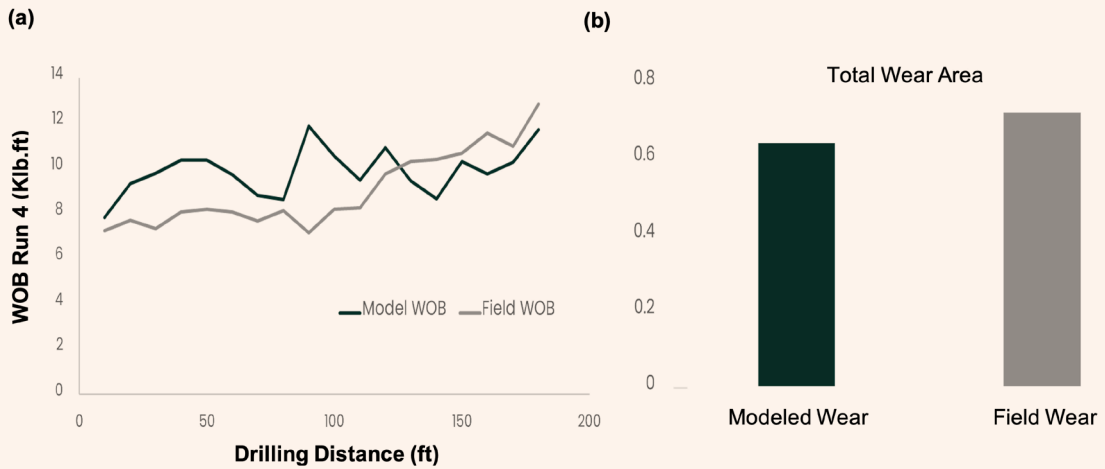 (a)
WOB Run 4 (Klb.ft)
14
12
10
8
6
4
2
0
0 50 100 150 200
Model WOB Field WOB
Drilling Distance (ft)
(b)
Total Wear Area
0.8
0.6
0.4
0.2
0
Modeled Wear Field Wear